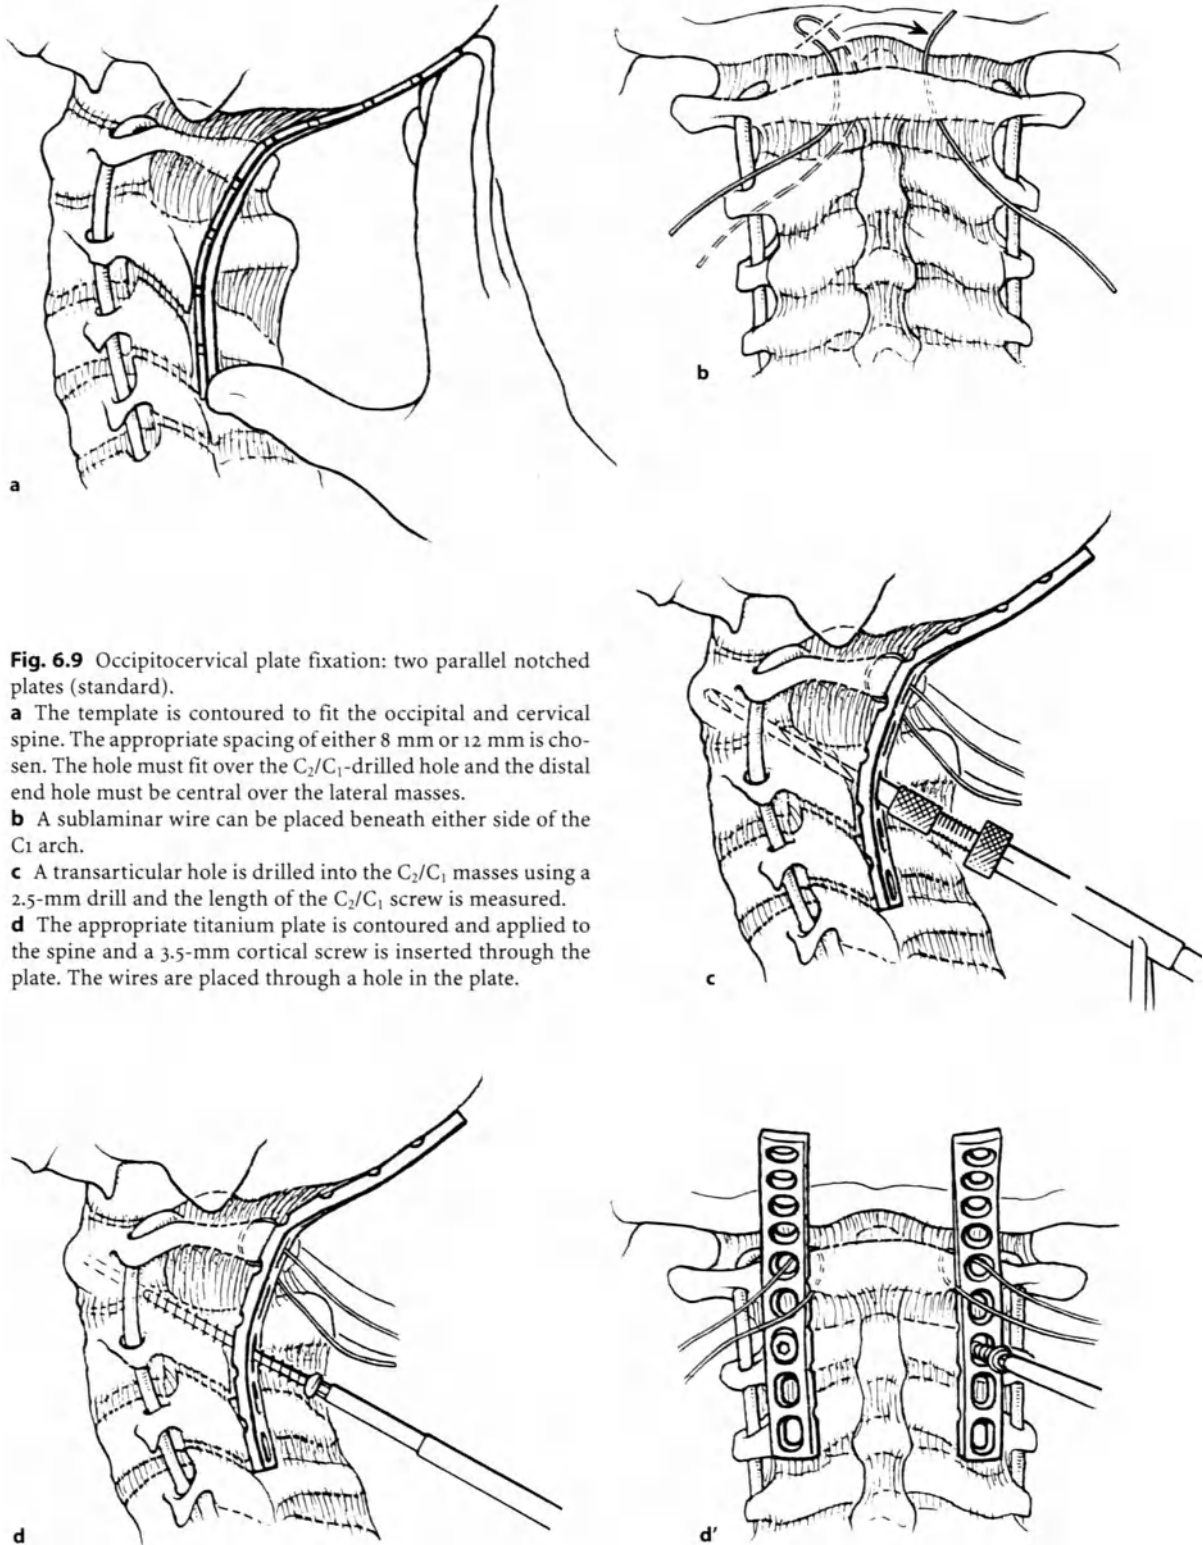 a
b
Fig. 6.9 Occipitocervical plate fixation: two parallel notched
plates (standard).
a The template is contoured to fit the occipital and cervical
spine. The appropriate spacing of either 8 mm or 12 mm is cho-
sen. The hole must fit over the C₂/C₁-drilled hole and the distal
end hole must be central over the lateral masses.
b A sublaminar wire can be placed beneath either side of the
C1 arch.
c A transarticular hole is drilled into the C₂/C₁ masses using a
2.5-mm drill and the length of the C₂/C₁ screw is measured.
d The appropriate titanium plate is contoured and applied to
the spine and a 3.5-mm cortical screw is inserted through the
plate. The wires are placed through a hole in the plate.
c
d
d'